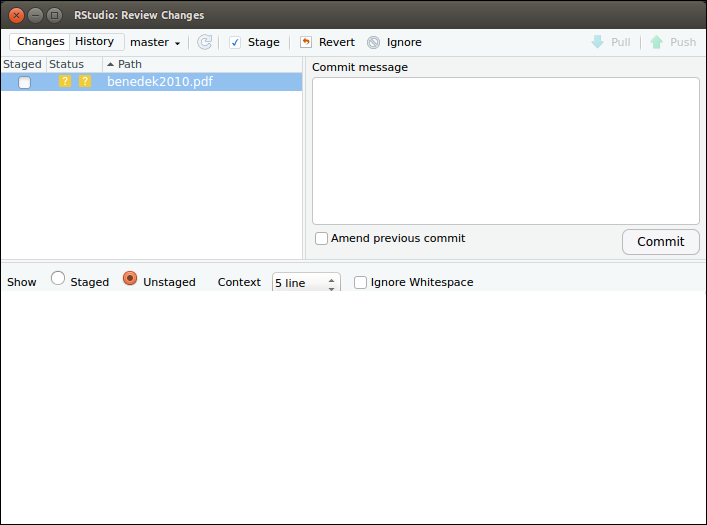 RStudio: Review Changes
Changes History master Stage Revert Ignore Pull Push
Staged Status Path
? ? benedek2010.pdf
Commit message
Amend previous commit
Commit
Show Staged Unstaged Context 5 line Ignore Whitespace